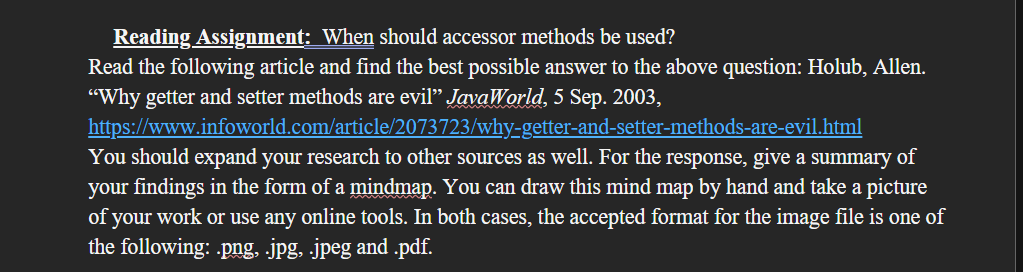 Reading Assignment:  When should accessor methods be used?
Read the following article and find the best possible answer to the above question: Holub, Allen.
“Why getter and setter methods are evil” JavaWorld, 5 Sep. 2003,
https://www.infoworld.com/article/2073723/why-getter-and-setter-methods-are-evil.html
You should expand your research to other sources as well. For the response, give a summary of
your findings in the form of a mindmap. You can draw this mind map by hand and take a picture
of your work or use any online tools. In both cases, the accepted format for the image file is one of
the following: .png, .jpg, .jpeg and .pdf.